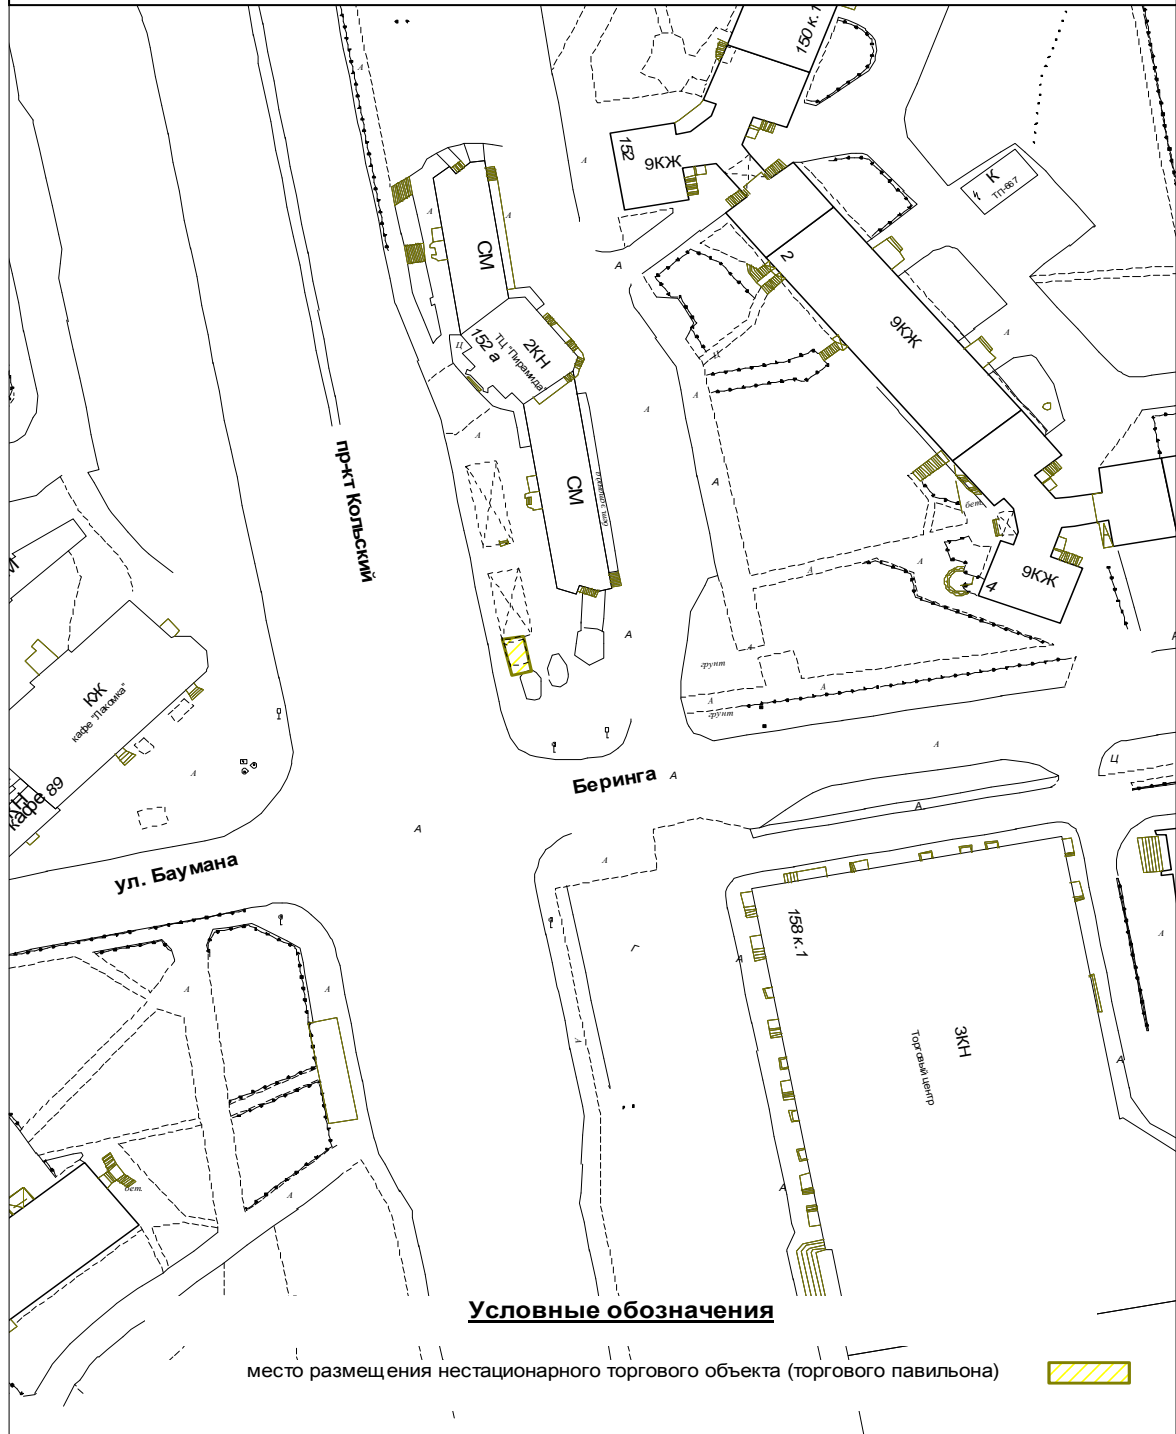 150 к.1
152
9КЖ
К
ТП-667
А
СМ
2
9КЖ
152 а
2КН
ТЦ "Пирамида"
Ц
пр-кт Кольский
СМ
бет.
9КЖ
4
грунт
А
грунт
КЖ
кафе "Лакомка"
кафе 89
Беринга
А
Ц
ул. Баумана
А
158 к.1
Г
3КН
Торговый центр
бет.
Условные обозначения
место размещения нестационарного торгового объекта (торгового павильона)